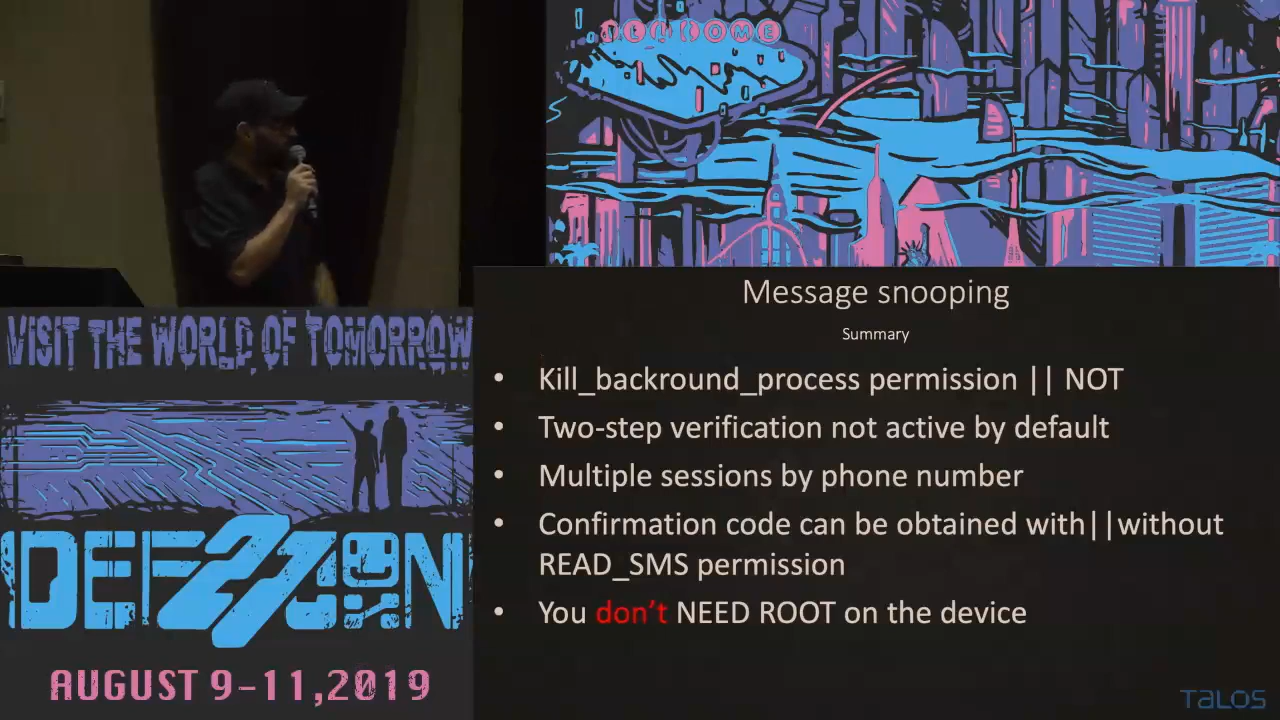 WELCOME
Message snooping
Summary
• Kill_backround_process permission || NOT
• Two-step verification not active by default
• Multiple sessions by phone number
• Confirmation code can be obtained with||without
READ_SMS permission
• You don't NEED ROOT on the device
VISIT THE WORLD OF TOMORROW
DEF 27 CON
AUGUST 9-11,2019
TALOS